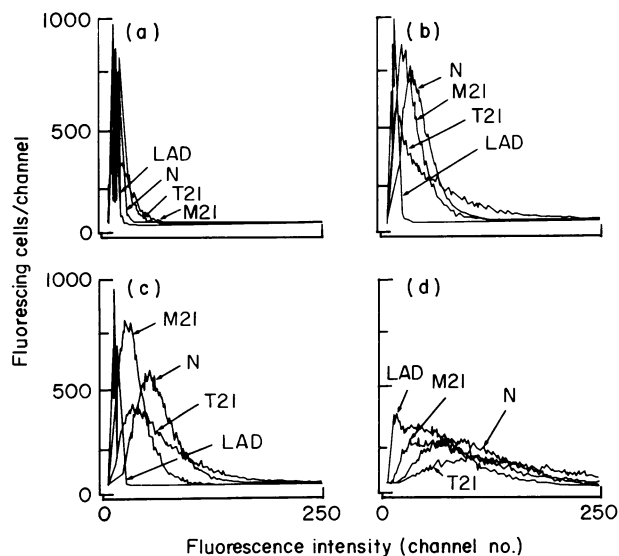 1000
500
0
(a)
LAD
N
T21
M21
(b)
N
M21
T21
LAD
Fluorescing cells/channel
1000
500
0
(c)
M21
N
T21
LAD
0
250
(d)
LAD
M21
N
T21
0
250
Fluorescence intensity (channel no.)